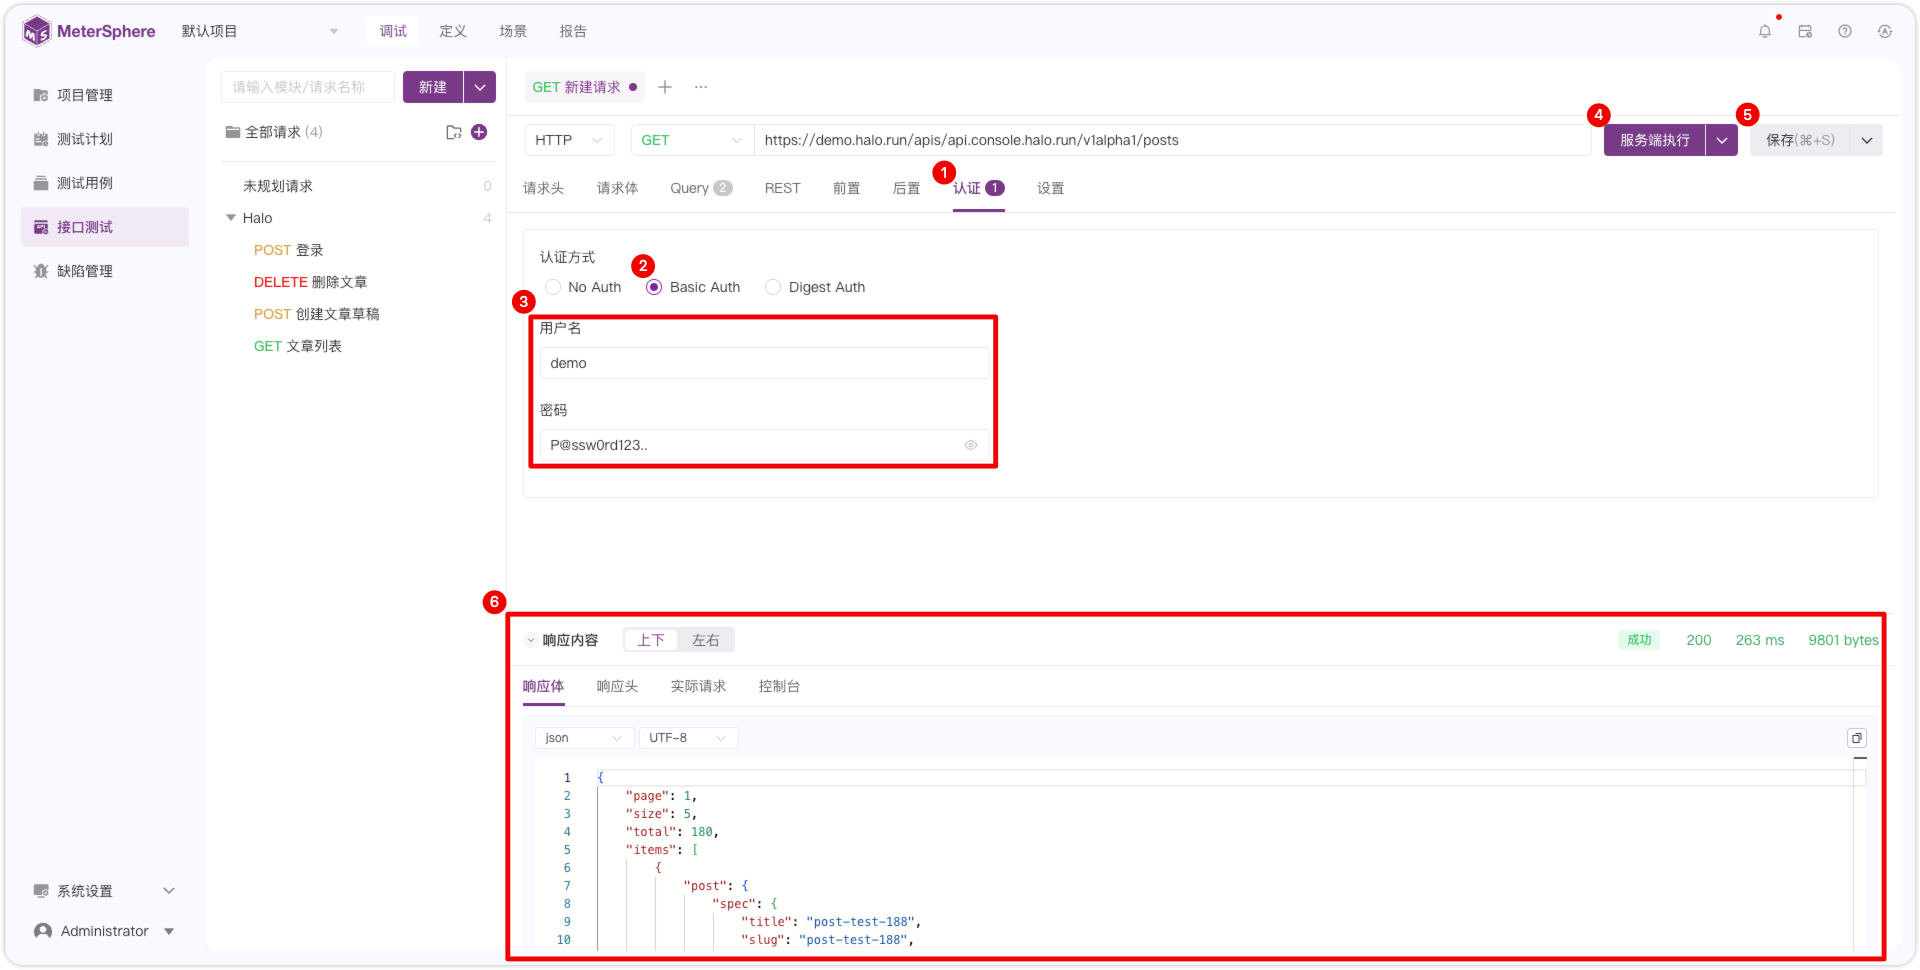 MeterSphere
默认项目
调试 定义 场景 报告
项目管理
测试计划
测试用例
接口测试
缺陷管理
系统设置
Administrator
请输入模块/请求名称 新建
全部请求 (4)
未规划请求 0
Halo 4
POST 登录
DELETE 删除文章
POST 创建文章草稿
GET 文章列表
GET 新建请求
HTTP GET https://demo.halo.run/apis/api.console.halo.run/v1alpha1/posts 4 服务端执行 5 保存(⌘+S)
请求头 请求体 Query 2 REST 前置 后置 1 认证 1 设置
认证方式
No Auth 2 Basic Auth Digest Auth
3
用户名
demo
密码
P@ssw0rd123..
6
响应内容 上下 左右 成功 200 263 ms 9801 bytes
响应体 响应头 实际请求 控制台
json UTF-8
1 {
2 "page": 1,
3 "size": 5,
4 "total": 180,
5 "items": [
6 {
7 "post": {
8 "spec": {
9 "title": "post-test-188",
10 "slug": "post-test-188",